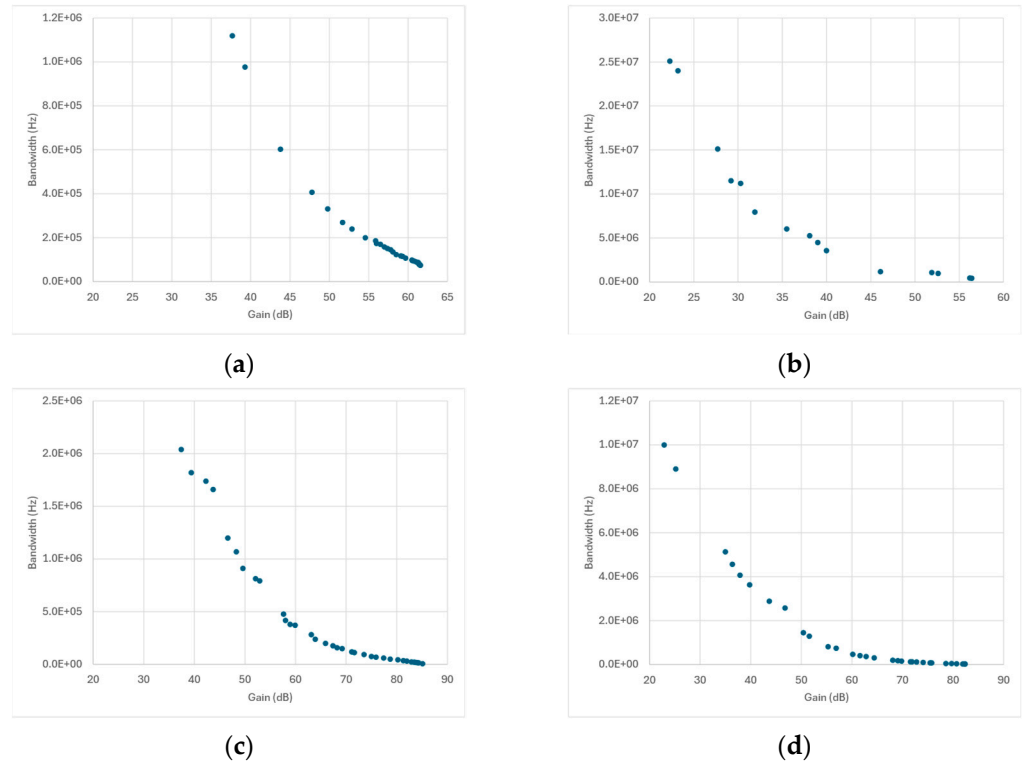 1.2E+06
1.0E+06
8.0E+05
6.0E+05
4.0E+05
2.0E+05
0.0E+00
Bandwidth (Hz)
20 20 30 30 40 45 50 55 60 65
Gain (dB)
(a)
3.0E+07
2.5E+07
2.5E+07
1.5E+07
1.0E+07
5.0E+06
0.0E+00
Bandwidth (Hz)
20 25 30 35 40 45 50 55 60
Gain (dB)
(b)
2.5E+06
2.0E+06
1.5E+06
1.0E+06
5.0E+05
0.0E+00
Bandwidth (Hz)
20 30 40 50 60 70 80 90
Gain (dB)
(c)
1.2E+07
1.0E+07
8.0E+06
6.0E+06
4.0E+06
2.0E+06
0.0E+00
Bandwidth (Hz)
20 30 40 50 60 70 80 90
Gain (dB)
(d)